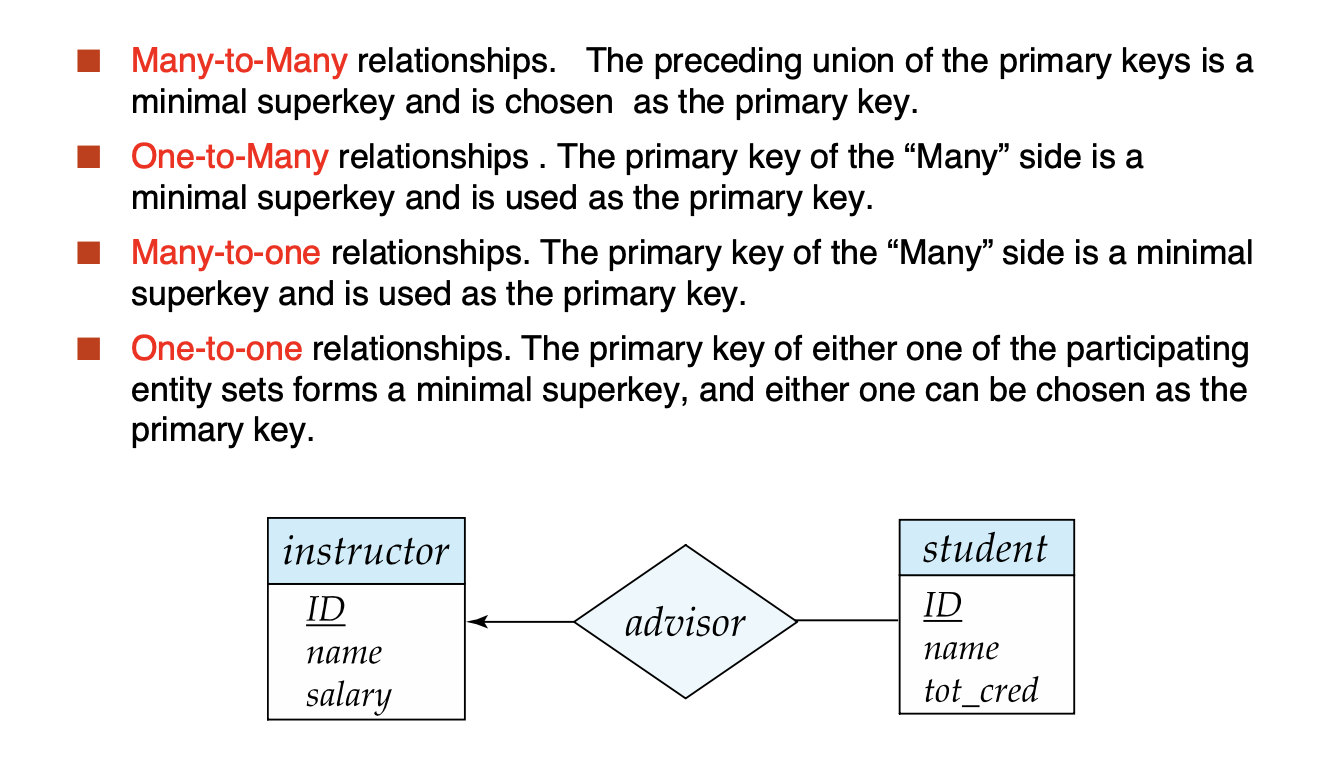 Many-to-Many relationships.   The preceding union of the primary keys is a
minimal superkey and is chosen  as the primary key.
One-to-Many relationships . The primary key of the “Many” side is a
minimal superkey and is used as the primary key.
Many-to-one relationships. The primary key of the “Many” side is a minimal
superkey and is used as the primary key.
One-to-one relationships. The primary key of either one of the participating
entity sets forms a minimal superkey, and either one can be chosen as the
primary key.
instructor
ID
name
salary
advisor
student
ID
name
tot_cred